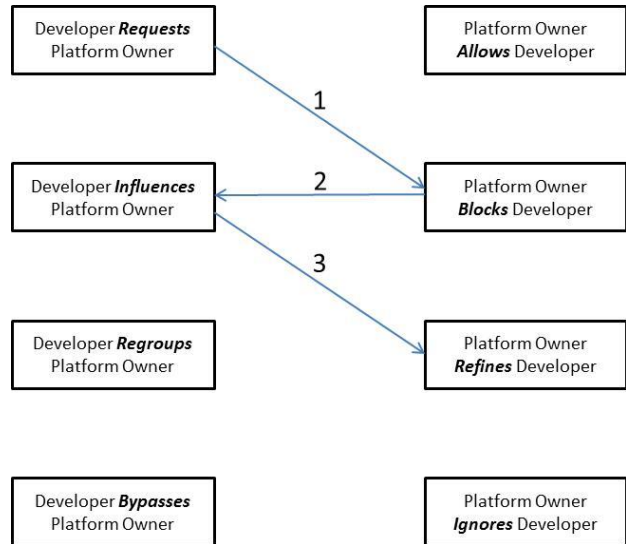 Developer Requests
Platform Owner
Platform Owner
Allows Developer
1
Developer Influences
Platform Owner
2
Platform Owner
Blocks Developer
3
Developer Regroups
Platform Owner
Platform Owner
Refines Developer
Developer Bypasses
Platform Owner
Platform Owner
Ignores Developer